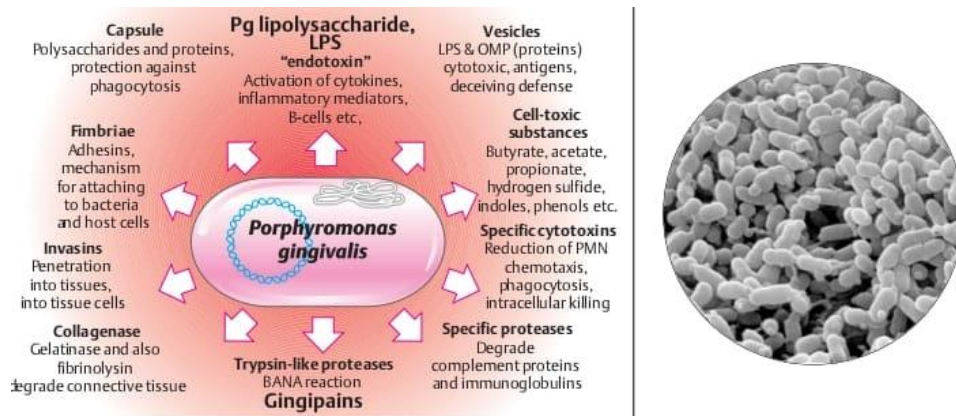 Capsule
Polysaccharides and proteins,
protection against
phagocytosis
Pg lipolysaccharide,
LPS
“endotoxin”
Activation of cytokines,
inflammatory mediators,
B-cells etc,
Vesicles
LPS & OMP (proteins)
cytotoxic, antigens,
deceiving defense
Fimbriae
Adhesins,
mechanism
for attaching
to bacteria
and host cells
Cell-toxic
substances
Butyrate, acetate,
propionate,
hydrogen sulfide,
indoles, phenols etc.
Porphyromonas
gingivalis
Invasins
Penetration
into tissues,
into tissue cells
Specific cytotoxins
Reduction of PMN
chemotaxis,
phagocytosis,
intracellular killing
Collagenase
Gelatinase and also
fibrinolysin
degrade connective tissue
Trypsin-like proteases
BANA reaction
Gingipains
Specific proteases
Degrade
complement proteins
and immunoglobulins